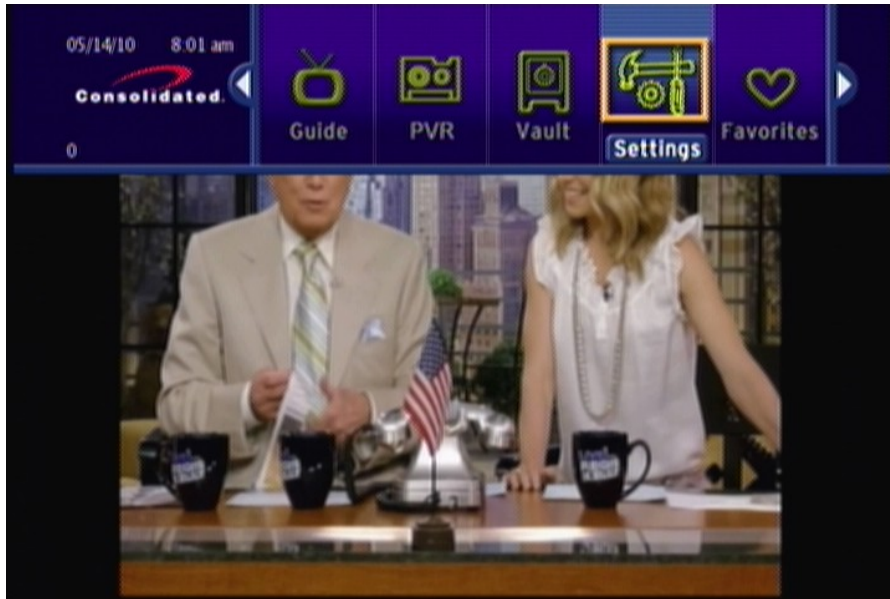 05/14/10 8:01 am
Consolidated.
0
Guide
PVR
Vault
Settings
Favorites